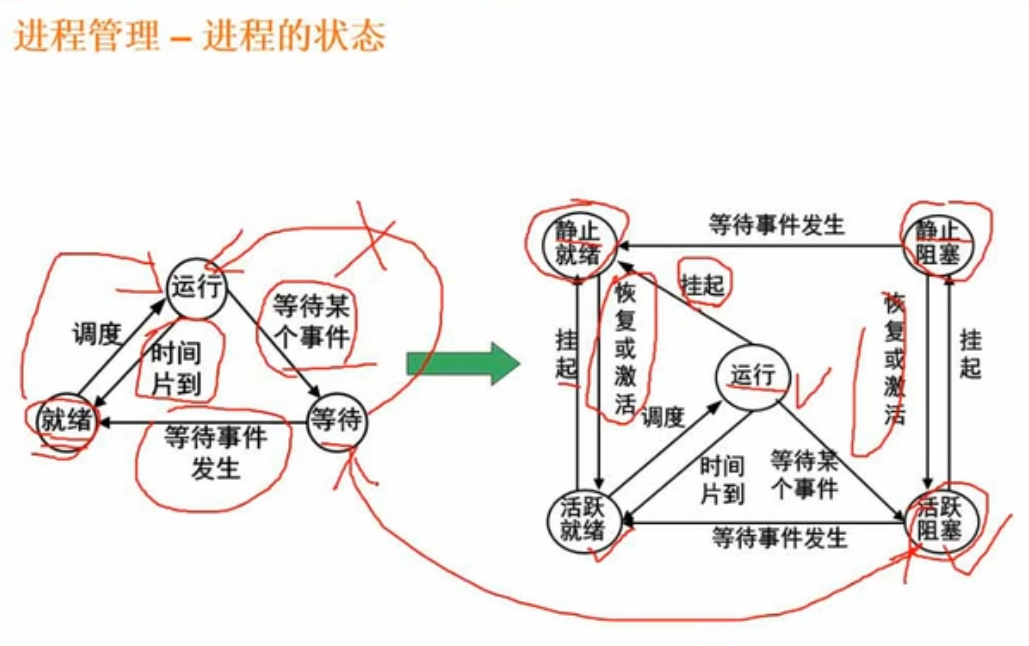 进程管理 – 进程的状态
运行
调度
时间
片到
等待某
个事件
就绪
等待事件
发生
等待
静止
就绪
等待事件发生
静止
阻塞
挂起
恢复或激活
挂起
运行
恢复或激活
挂起
调度
时间
片到
等待某
个事件
活跃
就绪
等待事件发生
活跃
阻塞